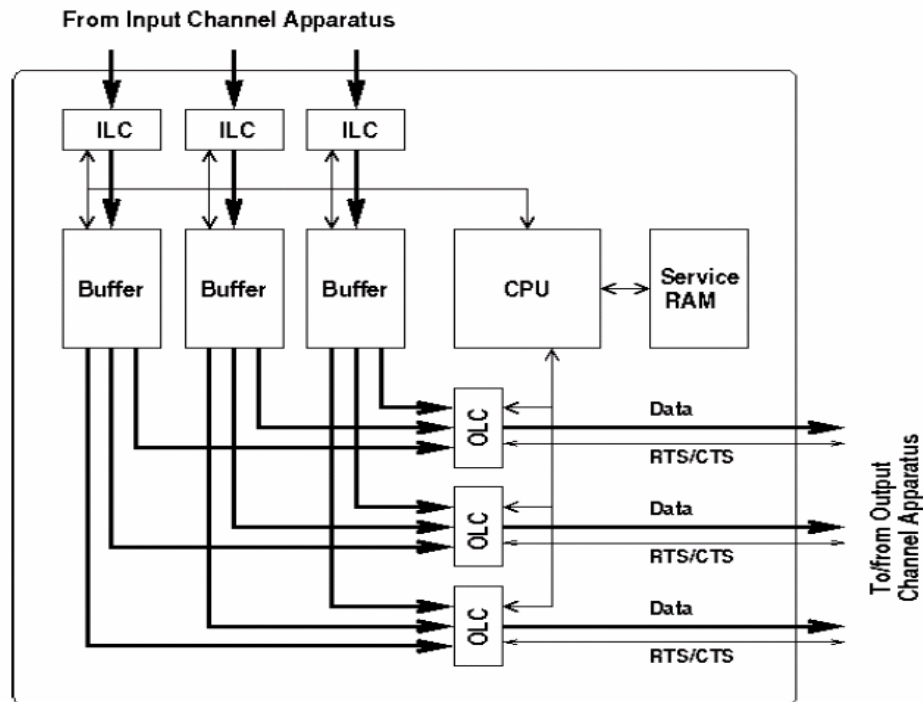 From Input Channel Apparatus
ILC
ILC
ILC
Buffer
Buffer
Buffer
CPU
Service
RAM
OLC
Data
RTS/CTS
OLC
Data
RTS/CTS
OLC
Data
RTS/CTS
To/from Output
Channel Apparatus